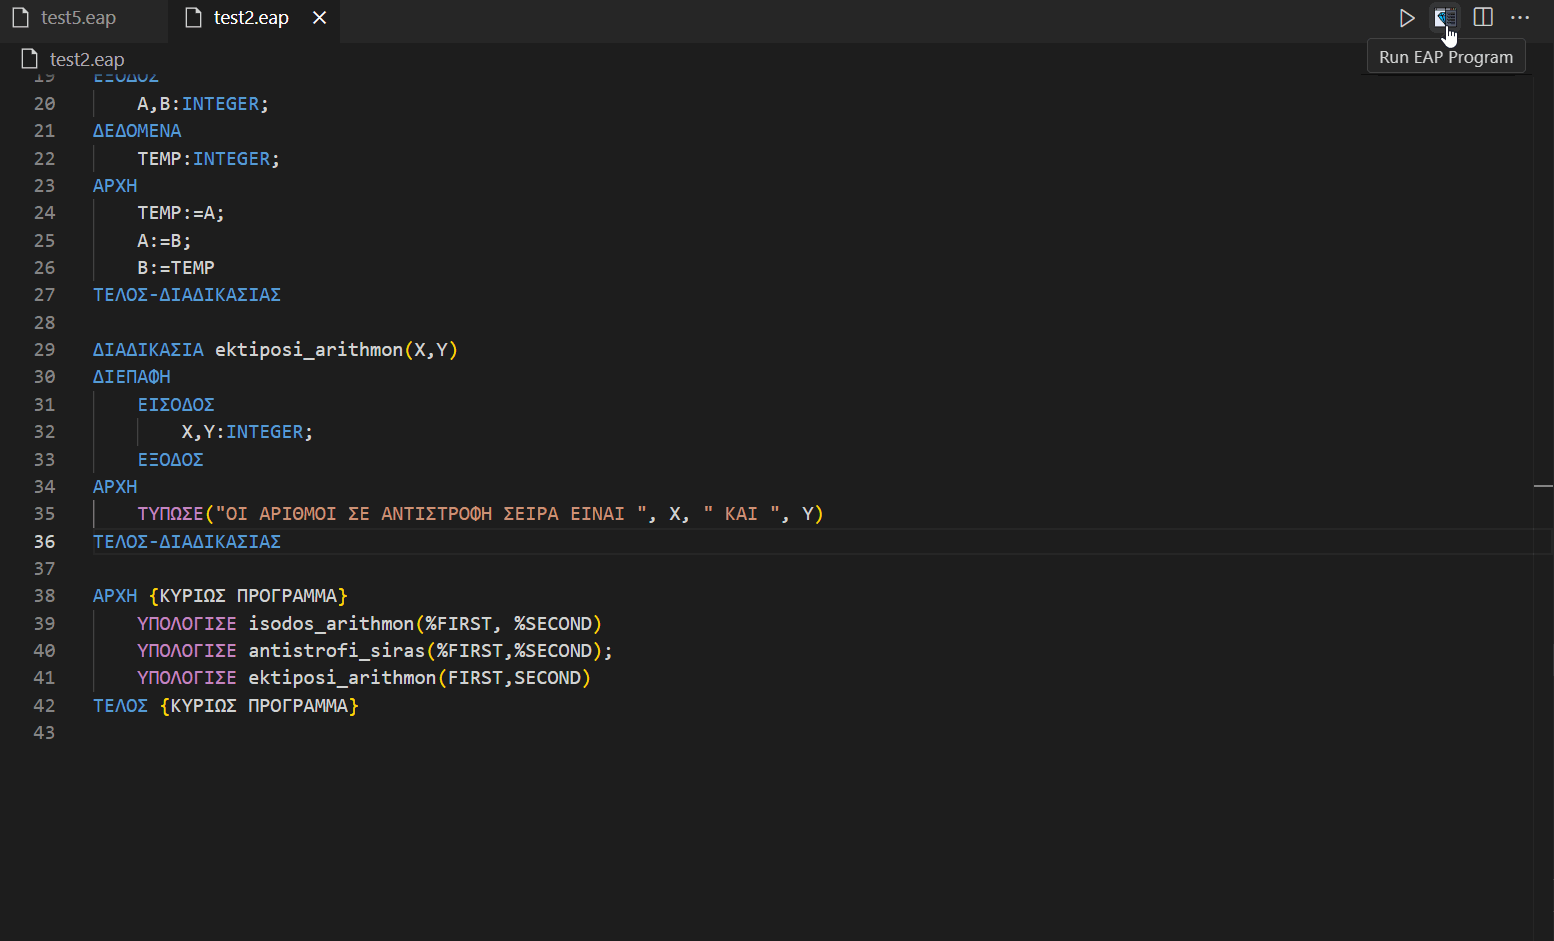 test5.eap
test2.eap
test2.eap
Run EAP Program
19 ΕΞΟΔΟΣ
20 A,B:INTEGER;
21 ΔΕΔΟΜΕΝΑ
22 TEMP:INTEGER;
23 ΑΡΧΗ
24 TEMP:=A;
25 A:=B;
26 B:=TEMP
27 ΤΕΛΟΣ-ΔΙΑΔΙΚΑΣΙΑΣ
28
29 ΔΙΑΔΙΚΑΣΙΑ ektiposi_arithmon(X,Y)
30 ΔΙΕΠΑΦΗ
31 ΕΙΣΟΔΟΣ
32 X,Y:INTEGER;
33 ΕΞΟΔΟΣ
34 ΑΡΧΗ
35 ΤΥΠΩΣΕ("ΟΙ ΑΡΙΘΜΟΙ ΣΕ ΑΝΤΙΣΤΡΟΦΗ ΣΕΙΡΑ ΕΙΝΑΙ ", X, " ΚΑΙ ", Y)
36 ΤΕΛΟΣ-ΔΙΑΔΙΚΑΣΙΑΣ
37
38 ΑΡΧΗ {ΚΥΡΙΩΣ ΠΡΟΓΡΑΜΜΑ}
39 ΥΠΟΛΟΓΙΣΕ isodos_arithmon(%FIRST, %SECOND)
40 ΥΠΟΛΟΓΙΣΕ antistrofi_siras(%FIRST,%SECOND);
41 ΥΠΟΛΟΓΙΣΕ ektiposi_arithmon(FIRST,SECOND)
42 ΤΕΛΟΣ {ΚΥΡΙΩΣ ΠΡΟΓΡΑΜΜΑ}
43